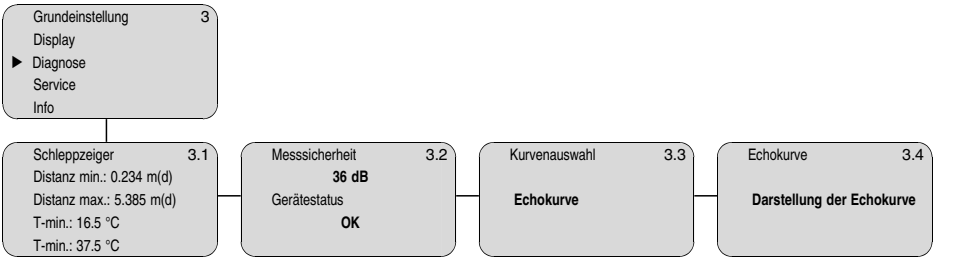 Grundeinstellung 3
Display
▶ Diagnose
Service
Info
Schleppzeiger 3.1
Distanz min.: 0.234 m(d)
Distanz max.: 5.385 m(d)
T-min.: 16.5 °C
T-min.: 37.5 °C
Messsicherheit 3.2
36 dB
Gerätestatus
OK
Kurvenauswahl 3.3
Echokurve
Echokurve 3.4
Darstellung der Echokurve